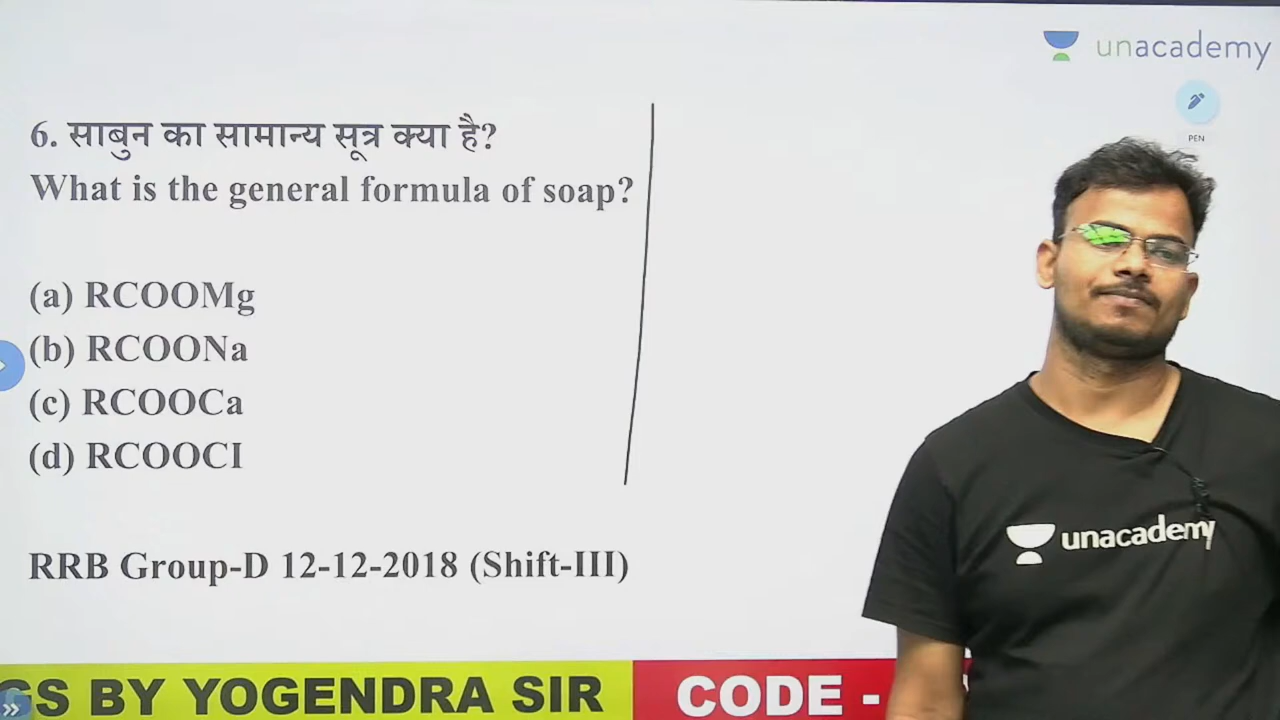 unacademy
PEN
6. साबुन का सामान्य सूत्र क्या है?
What is the general formula of soap?
(a) RCOOMg
(b) RCOONa
(c) RCOOCa
(d) RCOOCI
RRB Group-D 12-12-2018 (Shift-III)
unacademy
GS BY YOGENDRA SIR
CODE -